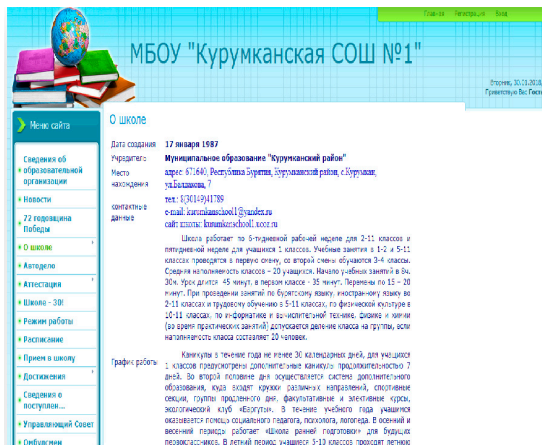 Главная Регистрация Вход
МБОУ "Курумканская СОШ №1"
Вторник, 30.01.2018,
Приветствую Вас Гость
Меню сайта
О школе
Сведения об
образовательной
организации
Новости
72 годовщина
Победы
О школе
Автодело
Аттестация
Школе - 30!
Режим работы
Расписание
Прием в школу
Достижения
Сведения о
поступлен...
Управляющий Совет
Омбудсмен
Дата создания 17 января 1987
Учредитель Муниципальное образование "Курумканский район"
Место адрес: 671640, Республика Бурятия, Курумканский район, с.Курумкан,
нахождения ул.Балдакова, 7
тел.: 8(30149)41789
контактные e-mail: kurumkanschool1@yandex.ru
данные сайт школы: kurumkanschool1.ucoz.ru
Школа работает по 6-тидневной рабочей неделе для 2-11 классов и
пятидневной неделе для учащихся 1 классов. Учебные занятия в 1-2 и 5-11
классах проводятся в первую смену, со второй смены обучаются 3-4 классы.
Средняя наполняемость классов – 20 учащихся. Начало учебных занятий в 8ч.
30м. Урок длится 45 минут, в первом классе - 35 минут. Перемены по 15 – 20
минут. При проведении занятий по бурятскому языку, иностранному языку во
2-11 классах и трудовому обучению в 5-11 классах, по физической культуре в
10-11 классах, по информатике и вычислительной технике, физике и химии
(во время практических занятий) допускается деление класса на группы, если
наполняемость класса составляет 20 человек.
График работы
Каникулы в течение года не менее 30 календарных дней, для учащихся
1 классов предусмотрены дополнительные каникулы продолжительностью 7
дней. Во второй половине дня осуществляется система дополнительного
образования, куда входят кружки различных направлений, спортивные
секции, группы продленного дня, факультативные и элективные курсы,
экологический клуб «Баргуты». В течение учебного года учащимся
оказывается помощь социального педагога, психолога, логопеда. В осенний и
весенний периоды работает «Школа ранней подготовки» для будущих
первоклассников. В летний период учащиеся 5-10 классов проходят летнюю